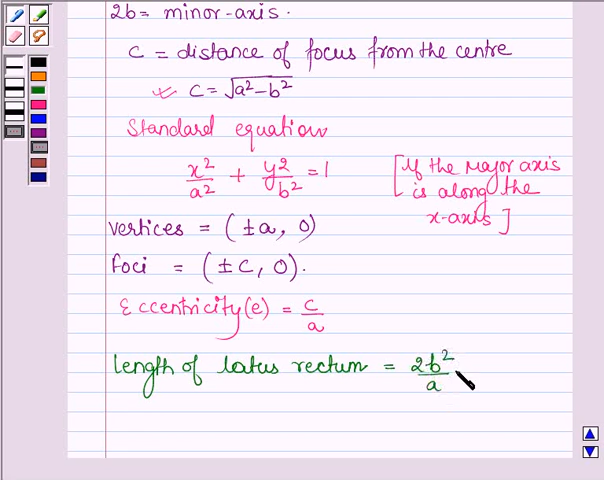 2b = minor-axis.
c = distance of focus from the centre
c = √a²-b²
Standard equation
x²/a² + y²/b² = 1 [If the major axis
is along the
x-axis]
vertices = (±a, 0)
foci = (±c, 0).
Eccentricity(e) = c/a
length of latus rectum = 2b²/a